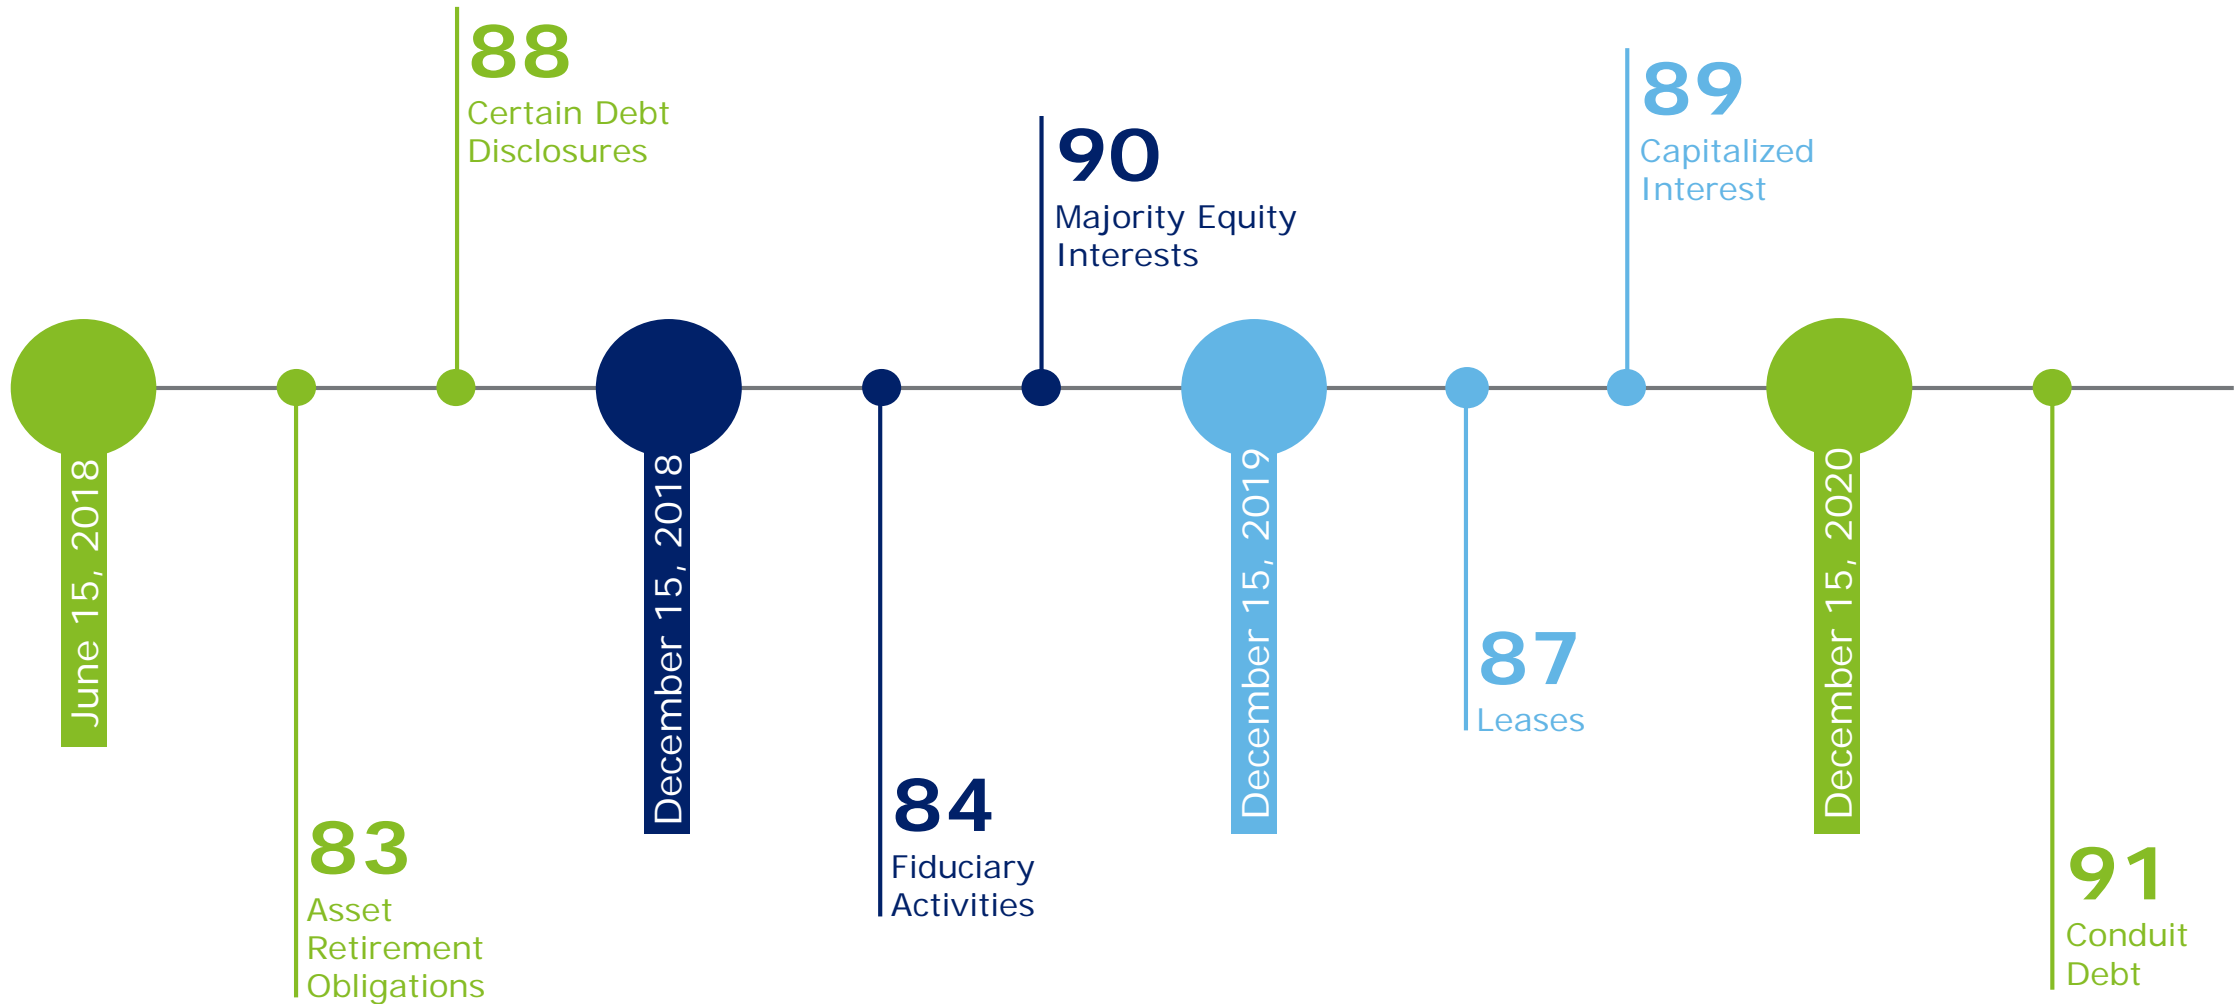 88
Certain Debt
Disclosures
90
Majority Equity
Interests
89
Capitalized
Interest
June 15, 2018
83
Asset
Retirement
Obligations
December 15, 2018
84
Fiduciary
Activities
December 15, 2019
87
Leases
December 15, 2020
91
Conduit
Debt